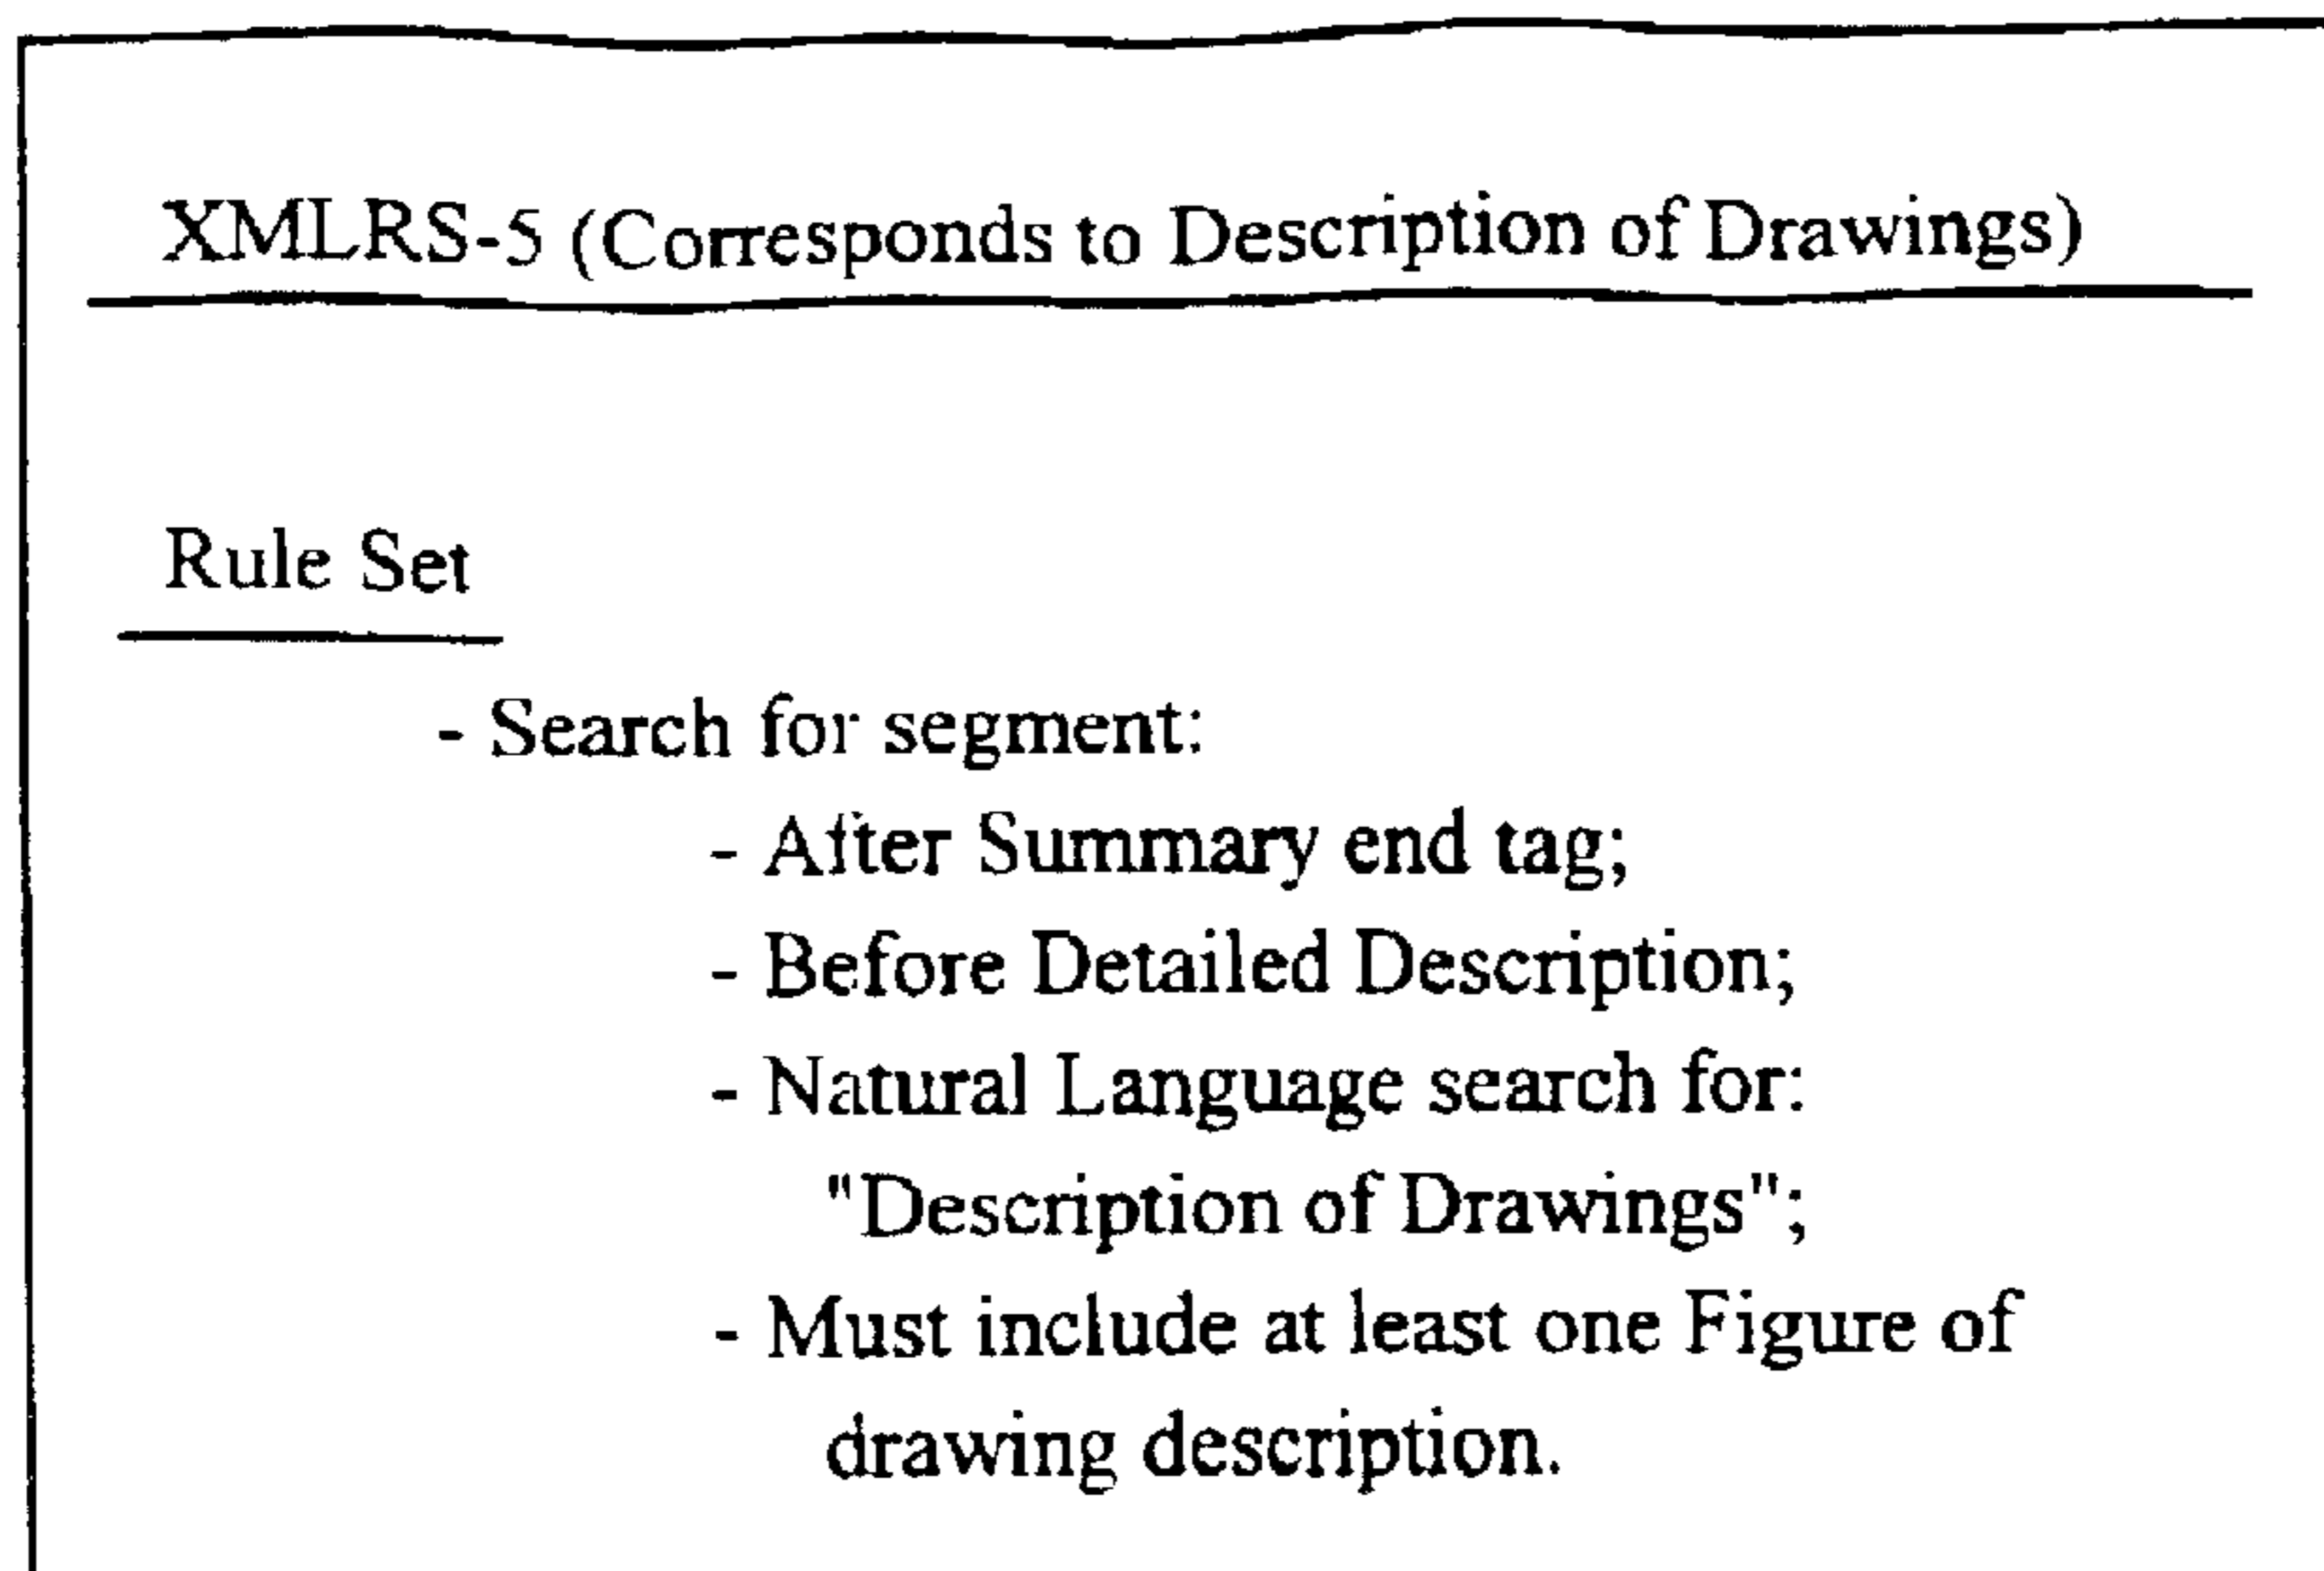 XMLRS-5 (Corresponds to Description of Drawings)
Rule Set
- Search for segment:
- After Summary end tag;
- Before Detailed Description;
- Natural Language search for:
"Description of Drawings";
- Must include at least one Figure of
drawing description.